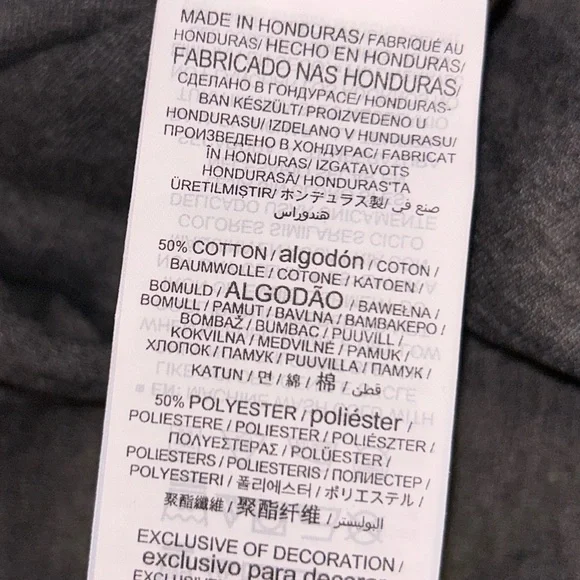 MADE IN HONDURAS/ FABRIQUÉ AU
HONDURAS/ HECHO EN HONDURAS/
FABRICADO NAS HONDURAS/
СДЕЛАНО В ГОНДУРАСЕ/ HONDURAS-
BAN KÉSZÜLT/ PROIZVEDENO U
HONDURASU/ IZDELANO V HUNDURASU/
ПРОИЗВЕДЕНО В ХОНДУРАС/ FABRICAT
ÎN HONDURAS/ IZGATAVOTS
HONDURASĀ/ HONDURAS'TA
ÜRETILMISTIR/ ホンデュラス製/ صنع في
هندوراس
50% COTTON / algodón / COTON /
BAUMWOLLE / COTONE / KATOEN /
BOMULD / ALGODÃO / BAWEŁNA /
BOMULL / PAMUT / BAVLNA / ΒΑΜΒΑΚΕΡΟ /
BOMBAŽ / BUMBAC / PUUVILL /
KOKVILNA / MEDVILNĖ / PAMUK /
ХЛОПОК / ПАМУК / PUUVILLA / ПАМУК /
KATUN / 면 / 綿 / 棉 / قطن /
50% POLYESTER / poliéster /
POLIESTERE / POLIESTER / POLIÉSZTER /
ΠΟΛΥΕΣΤΕΡΑΣ / POLÜESTER /
POLIESTERS / POLIESTERIS / ПОЛИЕСТЕР /
POLYESTERI / 폴리에스터 / ポリエステル /
聚酯纖維 / 聚酯纤维 / البوليستر /
EXCLUSIVE OF DECORATION /
exclusivo para